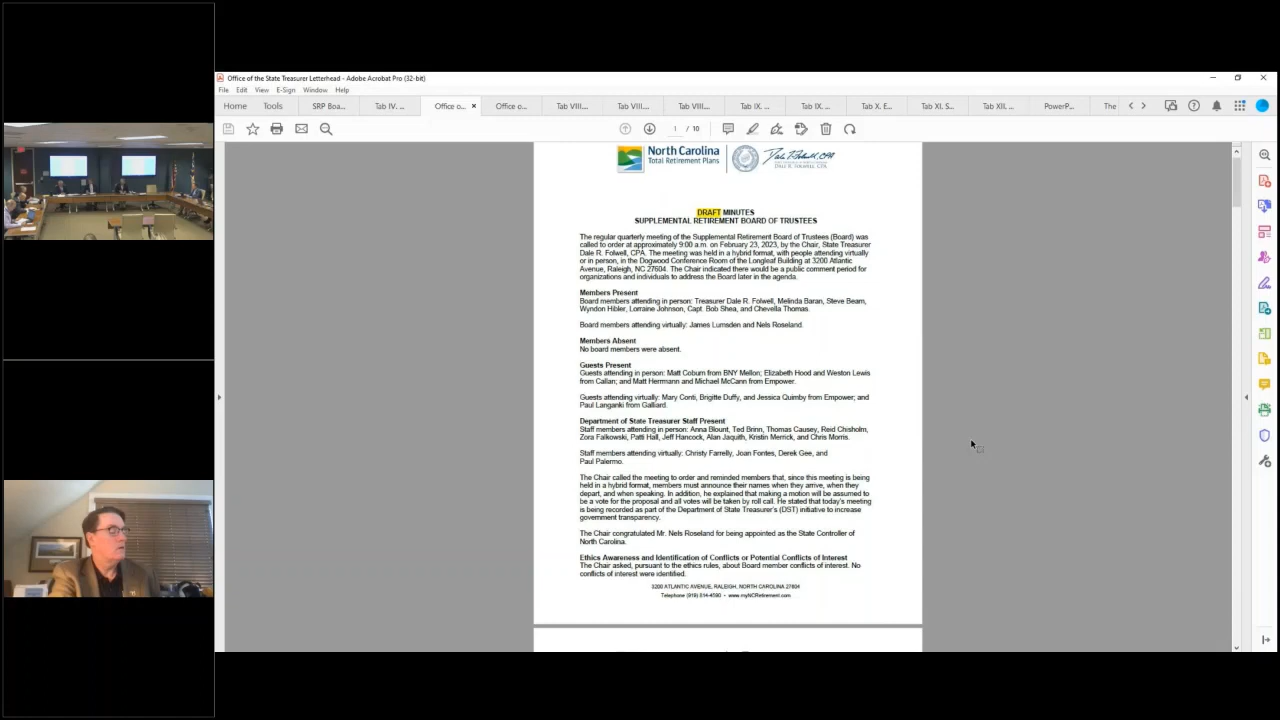 Office of the State Treasurer Letterhead - Adobe Acrobat Pro (32-bit)
File Edit View E-Sign Window Help
Home Tools SRP Boa... Tab IV. ... Office o... × Office o... Tab VIII.... Tab VIII.... Tab VIII.... Tab IX. ... Tab IX. ... Tab X. E... Tab XI. S... Tab XII. ... PowerP... The
1 / 10
North Carolina
Total Retirement Plans
DALE R. FOLWELL, CPA
DRAFT MINUTES
SUPPLEMENTAL RETIREMENT BOARD OF TRUSTEES
The regular quarterly meeting of the Supplemental Retirement Board of Trustees (Board) was
called to order at approximately 9:00 a.m. on February 23, 2023, by the Chair, State Treasurer
Dale R. Folwell, CPA. The meeting was held in a hybrid format, with people attending virtually
or in person, in the Dogwood Conference Room of the Longleaf Building at 3200 Atlantic
Avenue, Raleigh, NC 27604. The Chair indicated there would be a public comment period for
organizations and individuals to address the Board later in the agenda.
Members Present
Board members attending in person: Treasurer Dale R. Folwell, Melinda Baran, Steve Beam,
Wyndon Hibler, Lorraine Johnson, Capt. Bob Shea, and Chevella Thomas.
Board members attending virtually: James Lumsden and Nels Roseland.
Members Absent
No board members were absent.
Guests Present
Guests attending in person: Matt Coburn from BNY Mellon; Elizabeth Hood and Weston Lewis
from Callan; and Matt Herrmann and Michael McCann from Empower.
Guests attending virtually: Mary Conti, Brigitte Duffy, and Jessica Quimby from Empower; and
Paul Langanki from Galliard.
Department of State Treasurer Staff Present
Staff members attending in person: Anna Blount, Ted Brinn, Thomas Causey, Reid Chisholm,
Zora Falkowski, Patti Hall, Jeff Hancock, Alan Jaquith, Kristin Merrick, and Chris Morris.
Staff members attending virtually: Christy Farrelly, Joan Fontes, Derek Gee, and
Paul Palermo.
The Chair called the meeting to order and reminded members that, since this meeting is being
held in a hybrid format, members must announce their names when they arrive, when they
depart, and when speaking. In addition, he explained that making a motion will be assumed to
be a vote for the proposal and all votes will be taken by roll call. He stated that today's meeting
is being recorded as part of the Department of State Treasurer's (DST) initiative to increase
government transparency.
The Chair congratulated Mr. Nels Roseland for being appointed as the State Controller of
North Carolina.
Ethics Awareness and Identification of Conflicts or Potential Conflicts of Interest
The Chair asked, pursuant to the ethics rules, about Board member conflicts of interest. No
conflicts of interest were identified.
3200 ATLANTIC AVENUE, RALEIGH, NORTH CAROLINA 27604
Telephone (919) 814-4590 • www.myNCRetirement.com